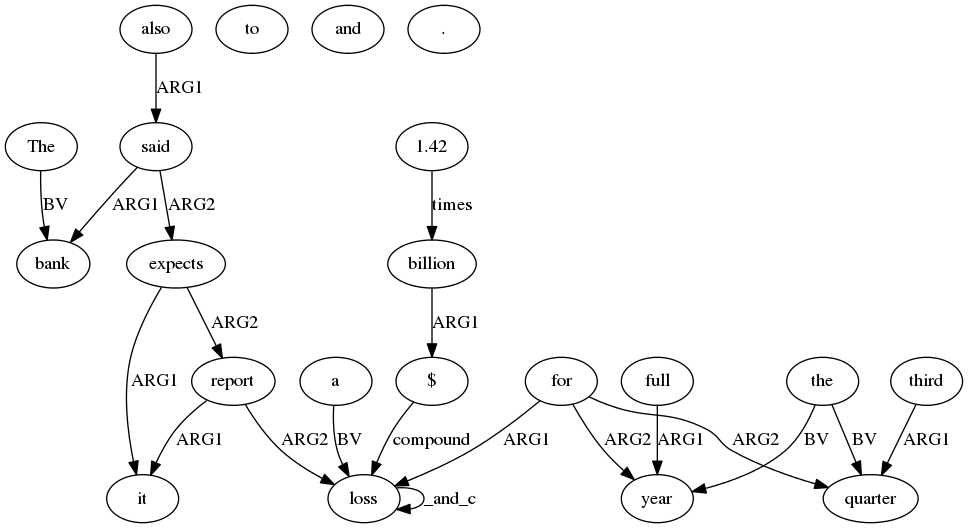 also to and .
ARG1
The said 1.42
BV ARG1 ARG2 times
bank expects billion
ARG2 ARG1
ARG1 report a $ for full the third
ARG1 ARG2 BV compound ARG1 ARG2 ARG1 ARG2 BV BV ARG1
it loss _and_c year quarter